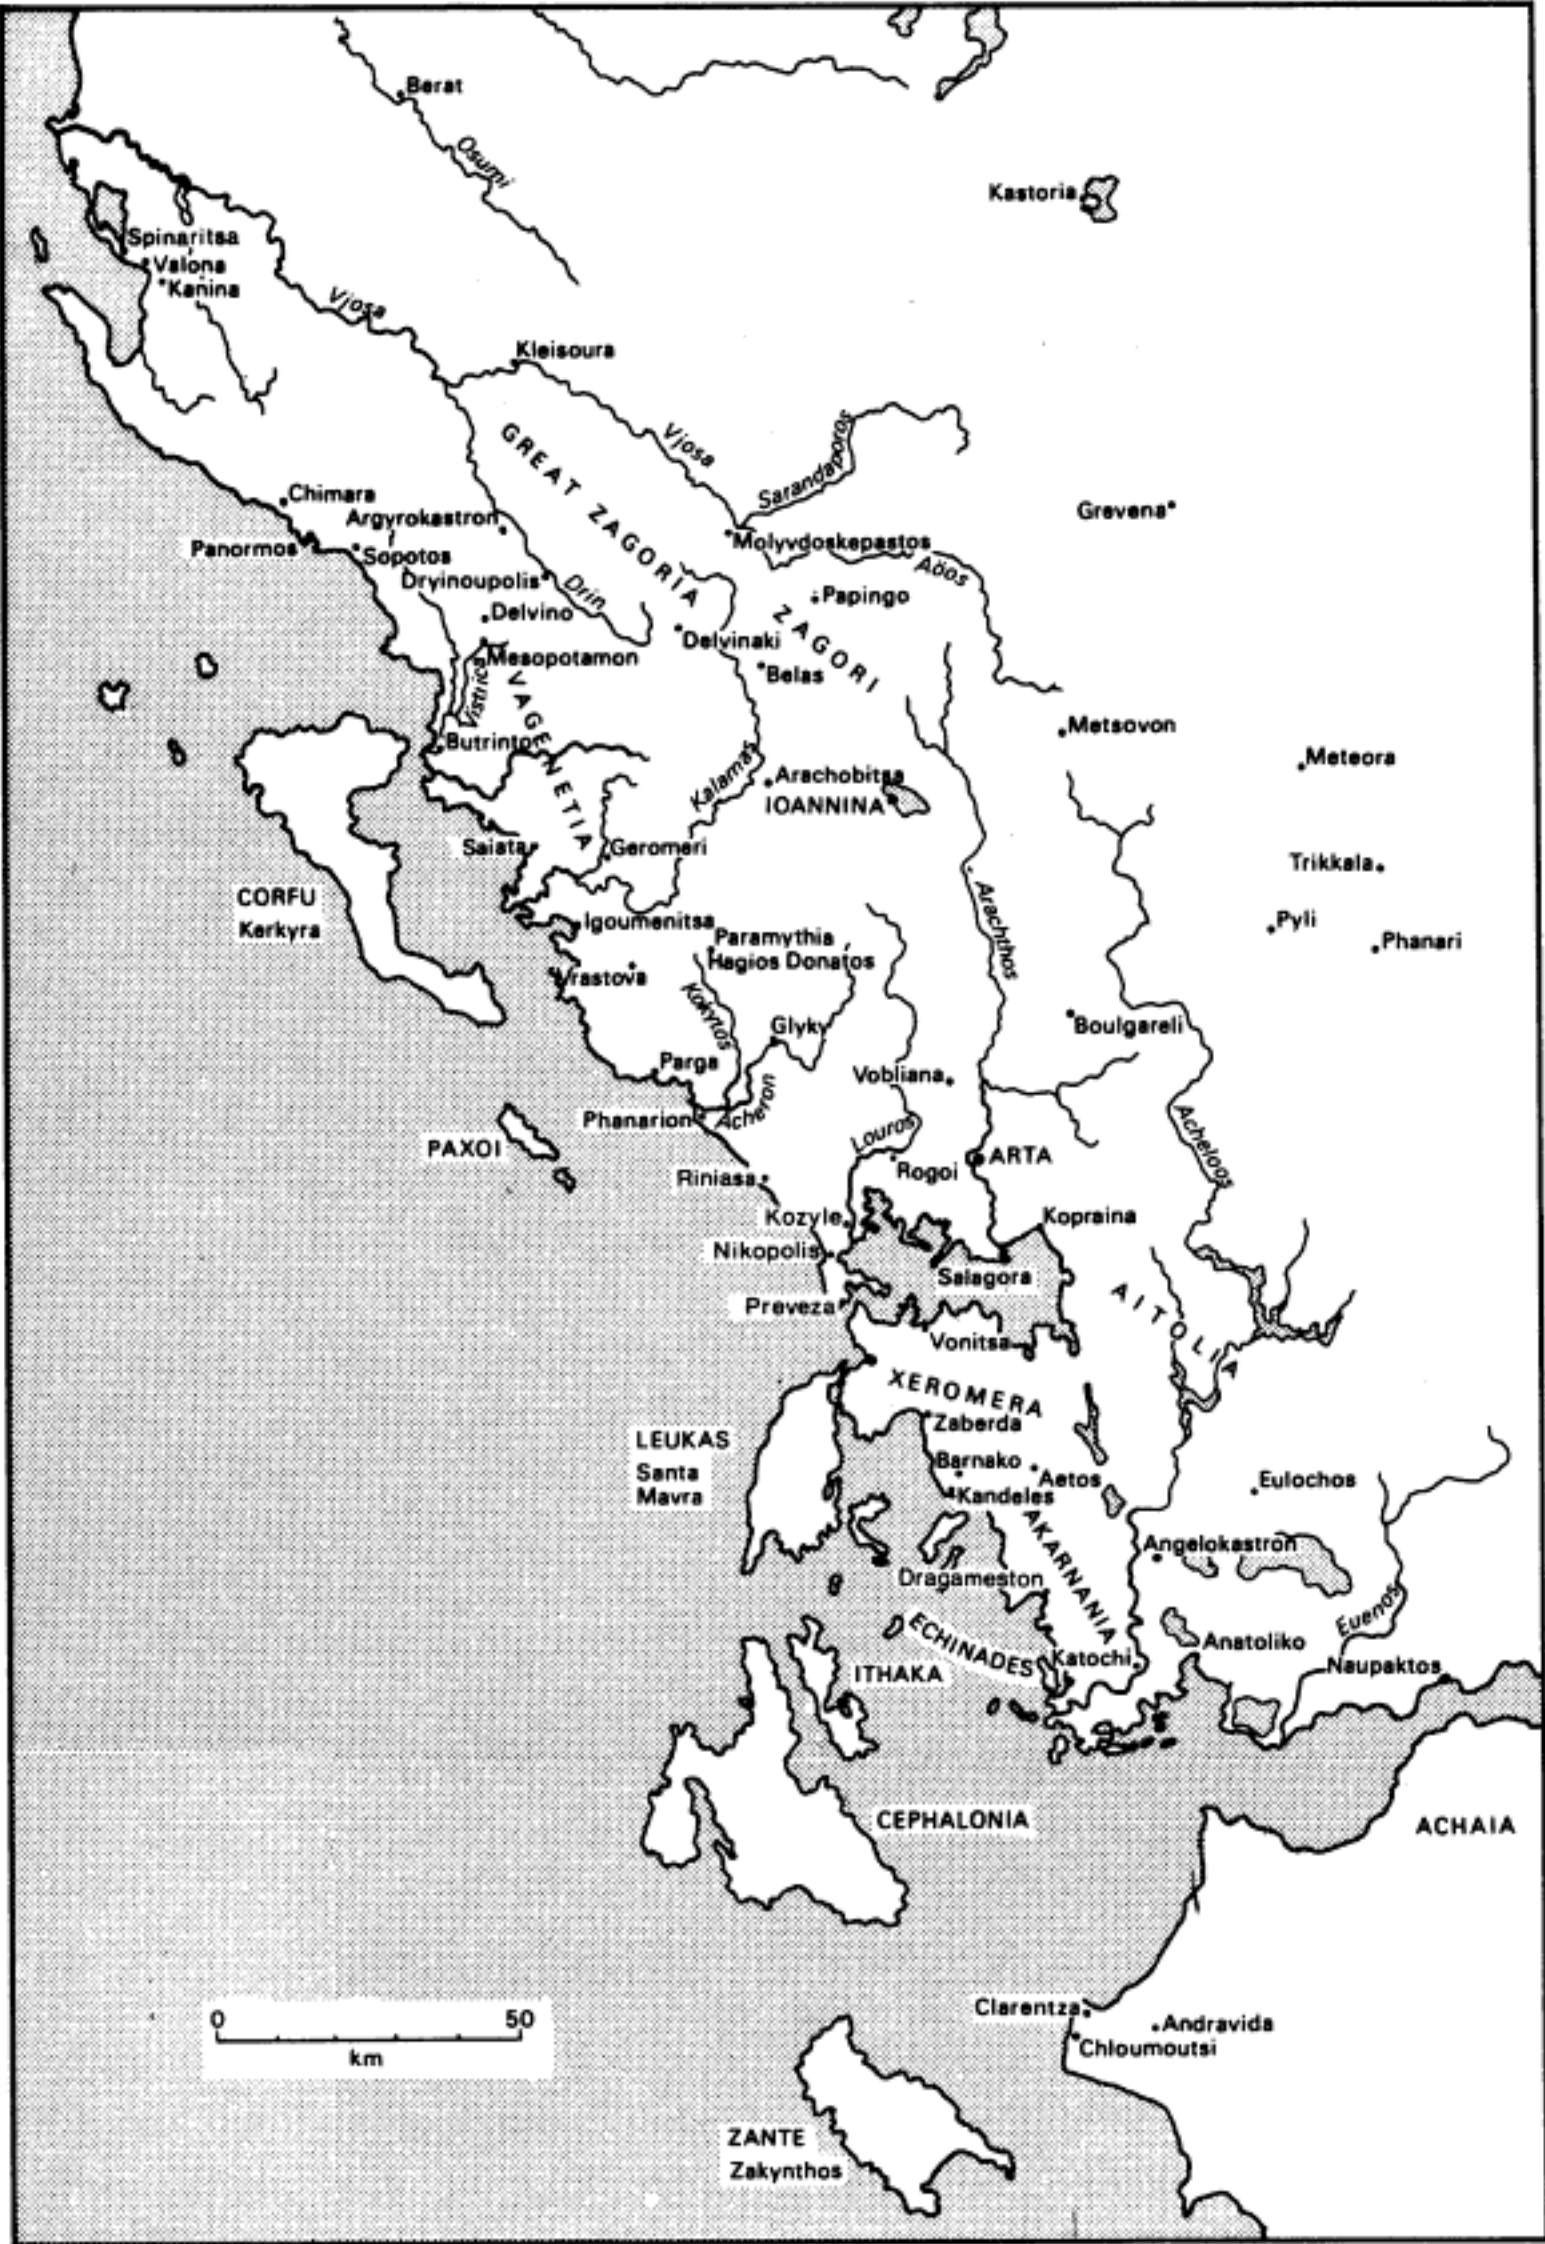 Berat
Osumi
Kastoria
Spinaritsa
Valona
Kanina
Vjosa
Kleisoura
GREAT ZAGORIA
Vjosa
Sarandaporos
Chimara
Argyrokastron
Grevena
Panormos
Sopotos
Molyvdoskepastos
Aöos
Dryinoupolis
Drin
Papingo
ZAGORI
Delvino
Delvinaki
Mesopotamon
Belas
Vistrica
VAGENETIA
Butrinton
Metsovon
Meteora
Kalamas
Arachobitsa
IOANNINA
Saiata
Geromeri
Trikkala
CORFU
Kerkyra
Arachthos
Igoumenitsa
Pyli
Paramythia
Hagios Donatos
Phanari
Vrastova
Kokytos
Glyky
Boulgareli
Parga
Vobliana
Phanarion
Acheron
Louros
Acheloos
PAXOI
Rogoi
ARTA
Riniasa
Kozyle
Kopraina
Nikopolis
Salagora
Preveza
AITOLIA
Vonitsa
XEROMERA
Zaberda
LEUKAS
Santa
Mavra
Barnako
Aetos
Kandeles
Eulochos
AKARNANIA
Angelokastron
Dragameston
Euenos
ECHINADES
Anatoliko
Katochi
Naupaktos
ITHAKA
CEPHALONIA
ACHAIA
Clarentza
Andravida
Chloumoutsi
0 50
km
ZANTE
Zakynthos